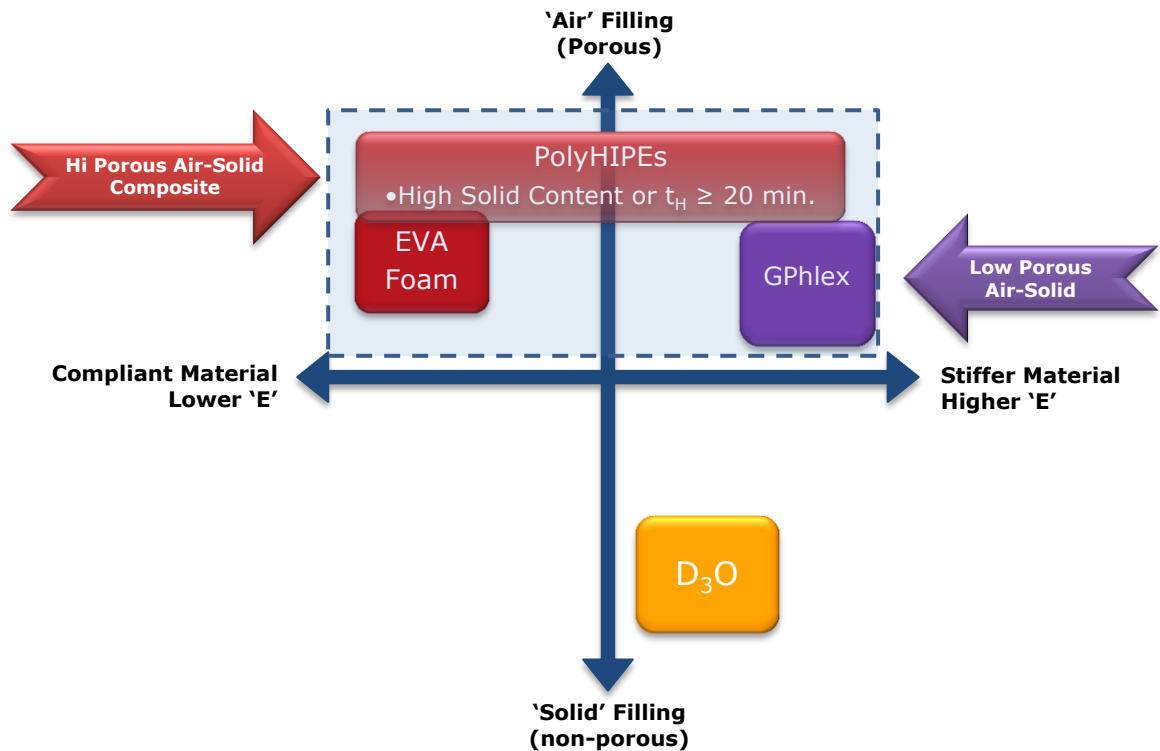 ‘Air’ Filling
(Porous)
Hi Porous Air-Solid
Composite
PolyHIPEs
•High Solid Content or tH ≥ 20 min.
EVA
Foam
GPhlex
Low Porous
Air-Solid
Compliant Material
Lower ‘E’
Stiffer Material
Higher ‘E’
D3O
‘Solid’ Filling
(non-porous)